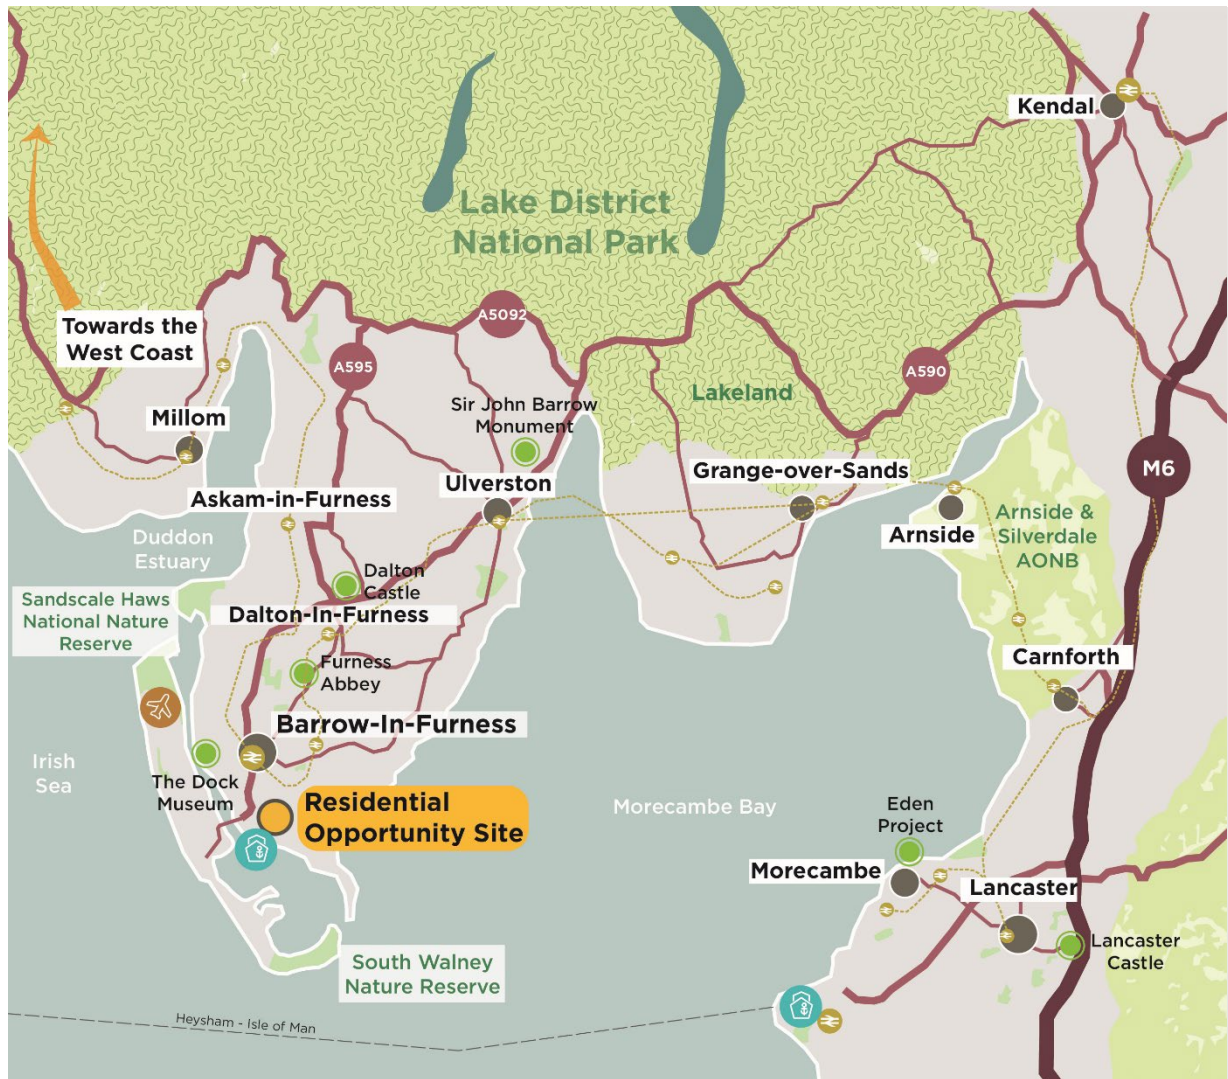 Kendal
Lake District
National Park
Towards the
West Coast
A5092
A595
A590
Millom
Sir John Barrow
Monument
Lakeland
Ulverston
Grange-over-Sands
M6
Askam-in-Furness
Arnside
Arnside &
Silverdale
AONB
Duddon
Estuary
Dalton
Castle
Sandscale Haws
National Nature
Reserve
Dalton-In-Furness
Furness
Abbey
Carnforth
Barrow-In-Furness
Irish
Sea
The Dock
Museum
Residential
Opportunity Site
Morecambe Bay
Eden
Project
Morecambe
Lancaster
Lancaster
Castle
South Walney
Nature Reserve
Heysham - Isle of Man